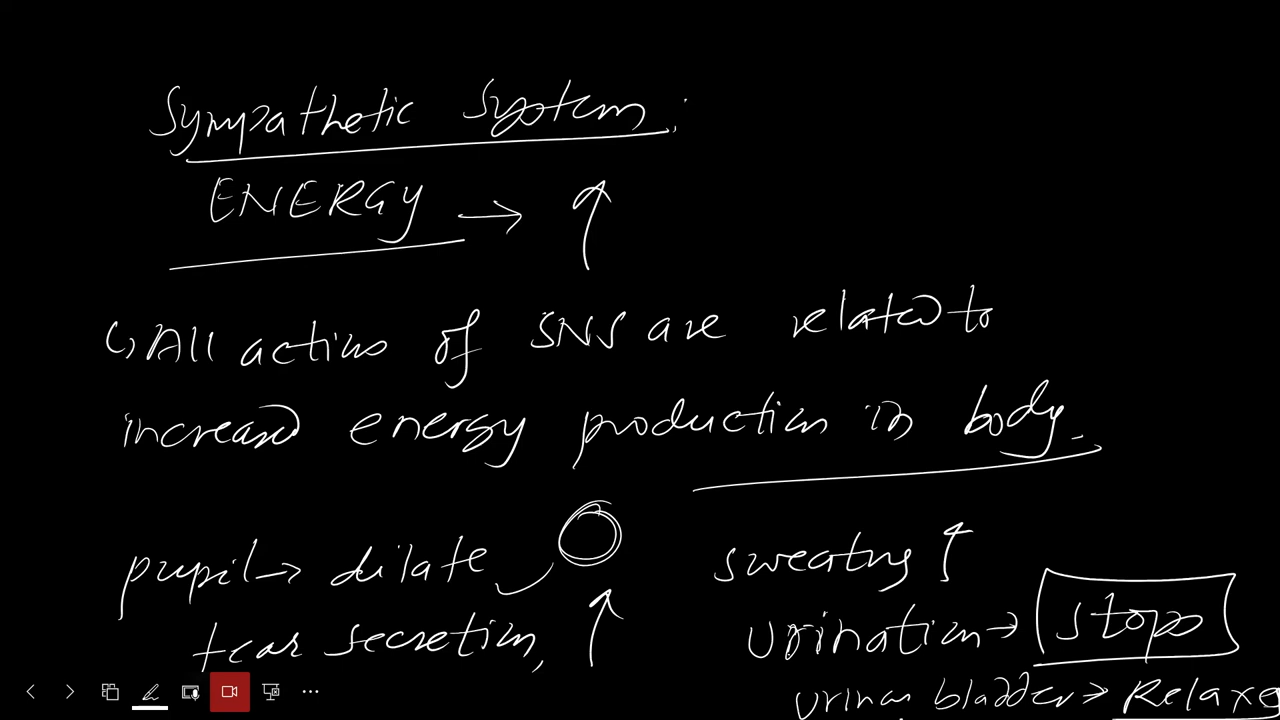 Sympathetic System:
ENERGY → ↑
↳ All actions of SNS are related to
increased energy production in body.
pupil → dilate
tear secretion, ↑
sweating ↑
urination → stops
urinary bladder → Relaxe